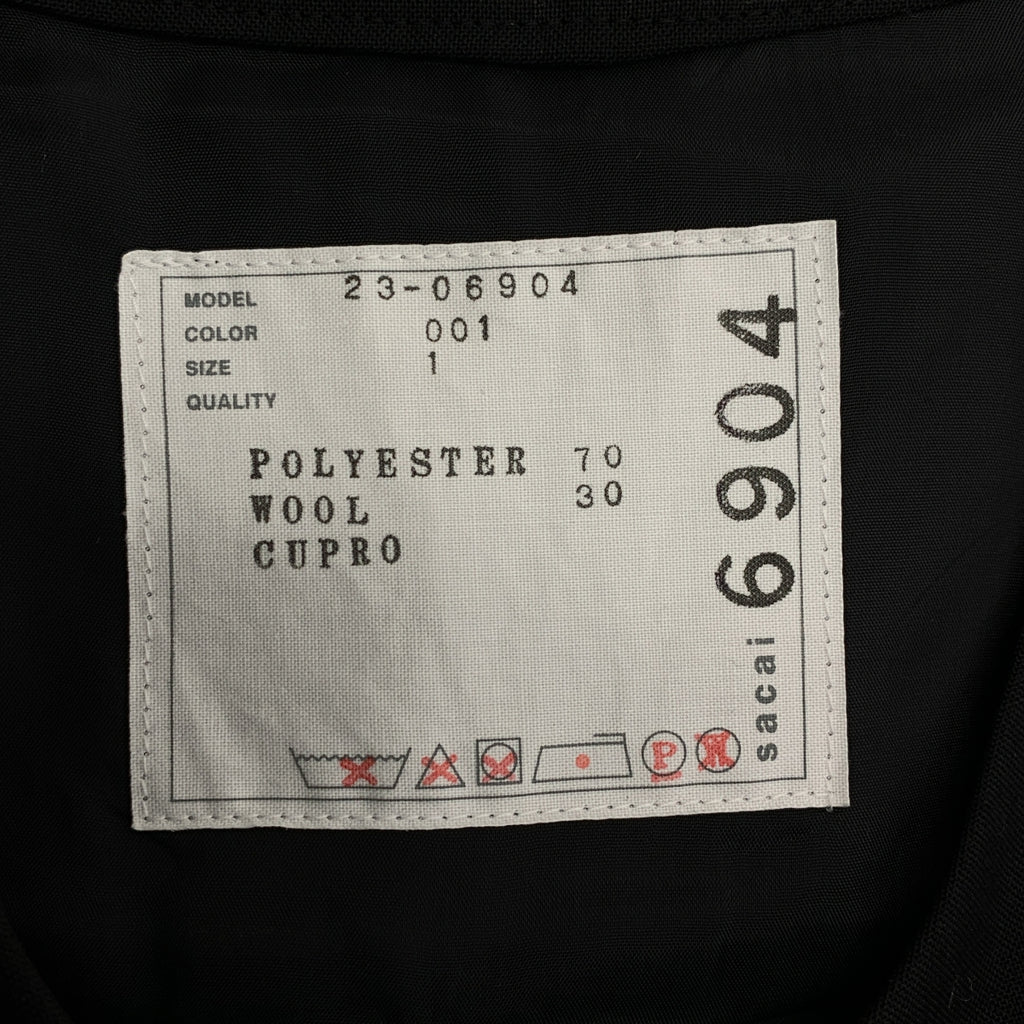 MODEL 23-06904
COLOR 001
SIZE 1
QUALITY
POLYESTER 70
WOOL 30
CUPRO
P
sacai 6904